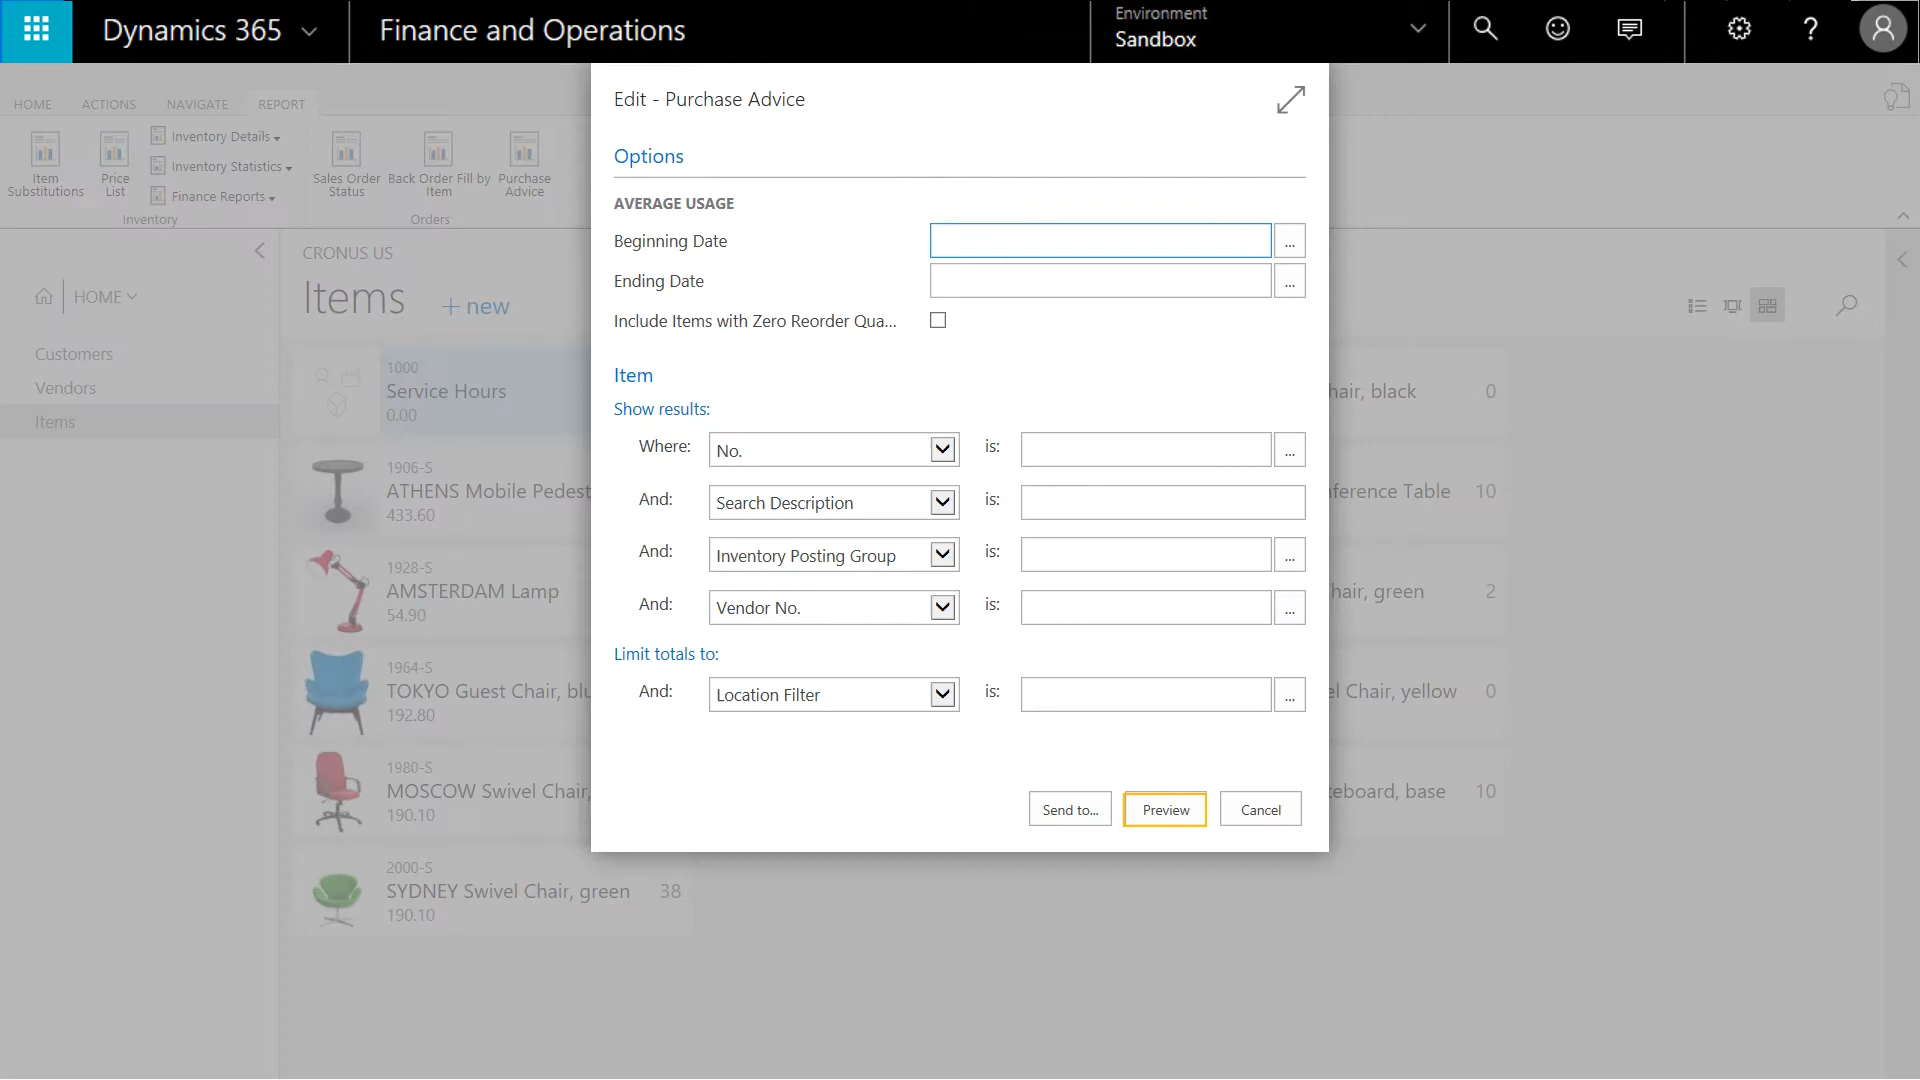 Dynamics 365
Finance and Operations
Environment
Sandbox
HOME
ACTIONS
NAVIGATE
REPORT
Item
Substitutions
Price
List
Inventory Details
Inventory Statistics
Finance Reports
Inventory
Sales Order
Status
Back Order Fill by
Item
Purchase
Advice
Orders
HOME
Customers
Vendors
Items
CRONUS US
Items
+ new
1000
Service Hours
0.00
1906-S
ATHENS Mobile Pedest
433.60
1928-S
AMSTERDAM Lamp
54.90
1964-S
TOKYO Guest Chair, blu
192.80
1980-S
MOSCOW Swivel Chair,
190.10
2000-S
SYDNEY Swivel Chair, green 38
190.10
hair, black 0
ference Table 10
hair, green 2
el Chair, yellow 0
eboard, base 10
Edit - Purchase Advice
Options
AVERAGE USAGE
Beginning Date ...
Ending Date ...
Include Items with Zero Reorder Qua...
Item
Show results:
Where: No. is: ...
And: Search Description is:
And: Inventory Posting Group is: ...
And: Vendor No. is: ...
Limit totals to:
And: Location Filter is: ...
Send to... Preview Cancel